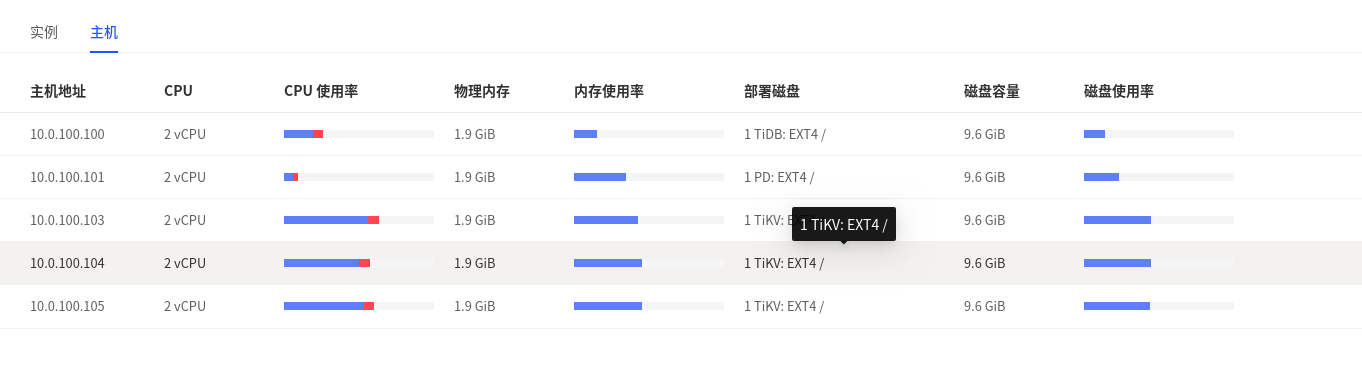 实例 主机
主机地址 CPU CPU 使用率 物理内存 内存使用率 部署磁盘 磁盘容量 磁盘使用率
10.0.100.100 2 vCPU 1.9 GiB 1 TiDB: EXT4 / 9.6 GiB
10.0.100.101 2 vCPU 1.9 GiB 1 PD: EXT4 / 9.6 GiB
10.0.100.103 2 vCPU 1.9 GiB 1 TiKV: 9.6 GiB
1 TiKV: EXT4 /
10.0.100.104 2 vCPU 1.9 GiB 1 TiKV: EXT4 / 9.6 GiB
10.0.100.105 2 vCPU 1.9 GiB 1 TiKV: EXT4 / 9.6 GiB